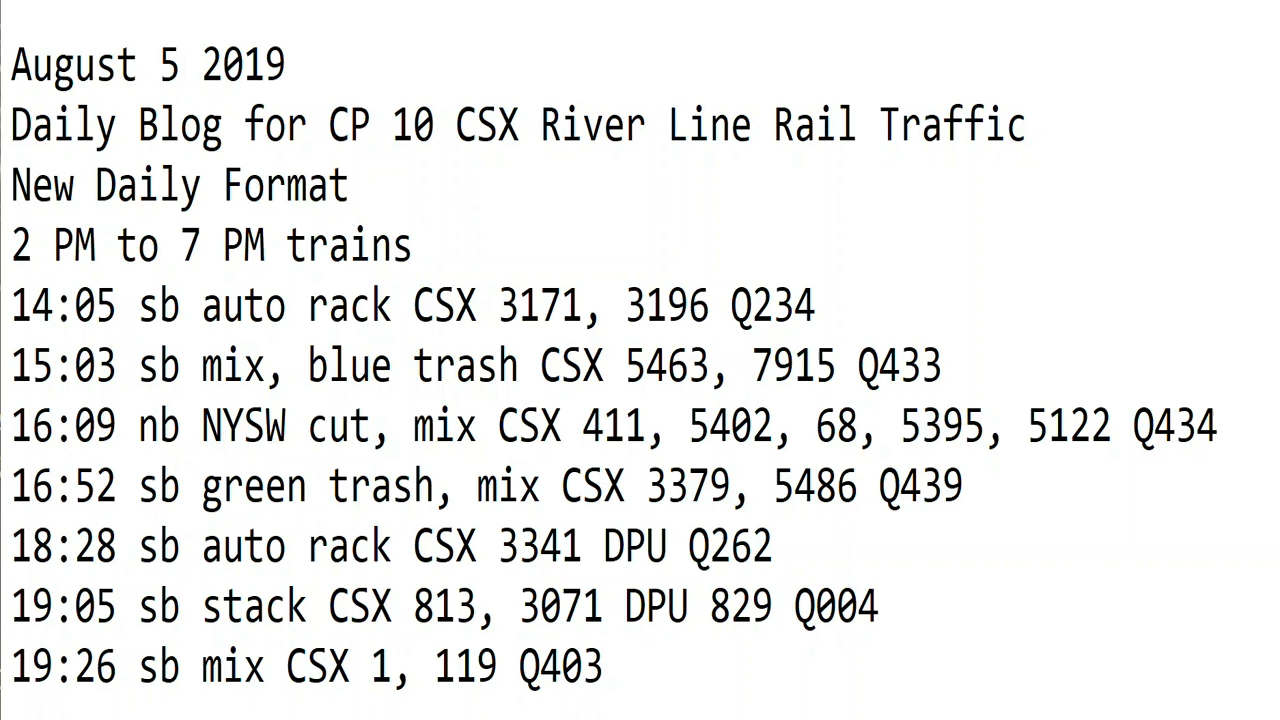 August 5 2019
Daily Blog for CP 10 CSX River Line Rail Traffic
New Daily Format
2 PM to 7 PM trains
14:05 sb auto rack CSX 3171, 3196 Q234
15:03 sb mix, blue trash CSX 5463, 7915 Q433
16:09 nb NYSW cut, mix CSX 411, 5402, 68, 5395, 5122 Q434
16:52 sb green trash, mix CSX 3379, 5486 Q439
18:28 sb auto rack CSX 3341 DPU Q262
19:05 sb stack CSX 813, 3071 DPU 829 Q004
19:26 sb mix CSX 1, 119 Q403